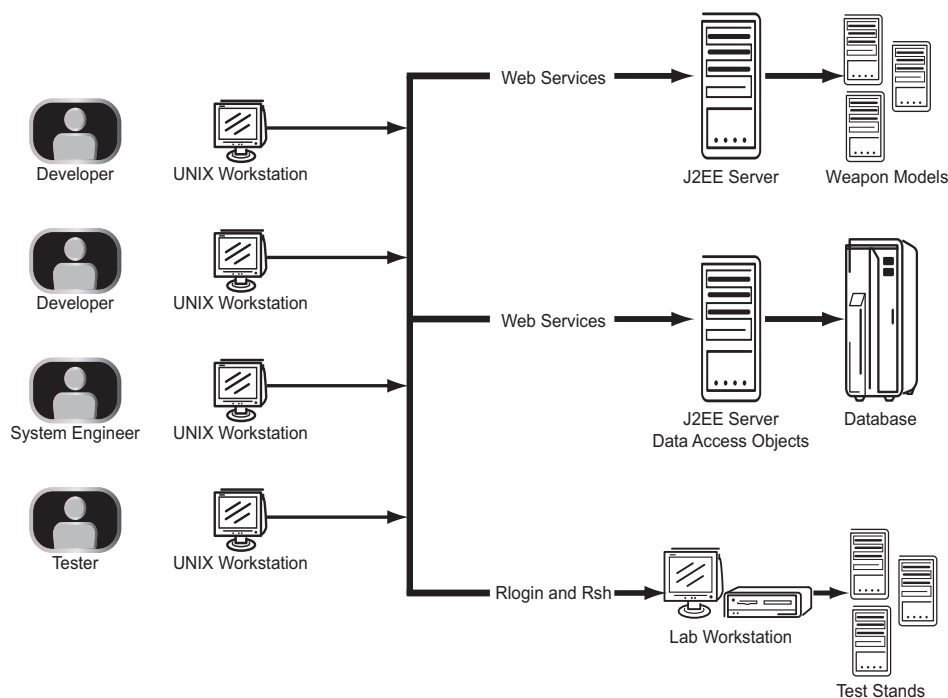 Web Services
J2EE Server
Weapon Models
Developer
UNIX Workstation
Developer
UNIX Workstation
Web Services
J2EE Server
Data Access Objects
Database
System Engineer
UNIX Workstation
Tester
UNIX Workstation
Rlogin and Rsh
Lab Workstation
Test Stands